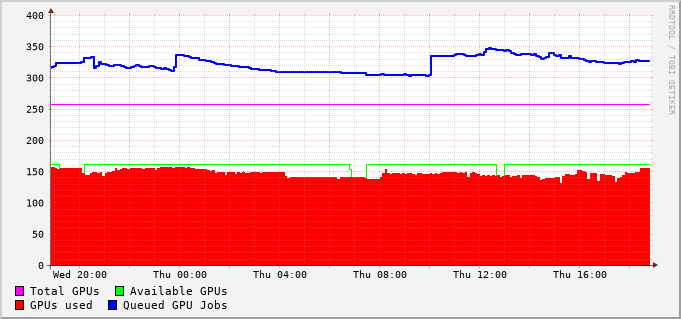 400
350
300
250
200
150
100
50
0
Wed 20:00 Thu 00:00 Thu 04:00 Thu 08:00 Thu 12:00 Thu 16:00
Total GPUs Available GPUs
GPUs used Queued GPU Jobs
RRDTOOL / TOBI OETIKER